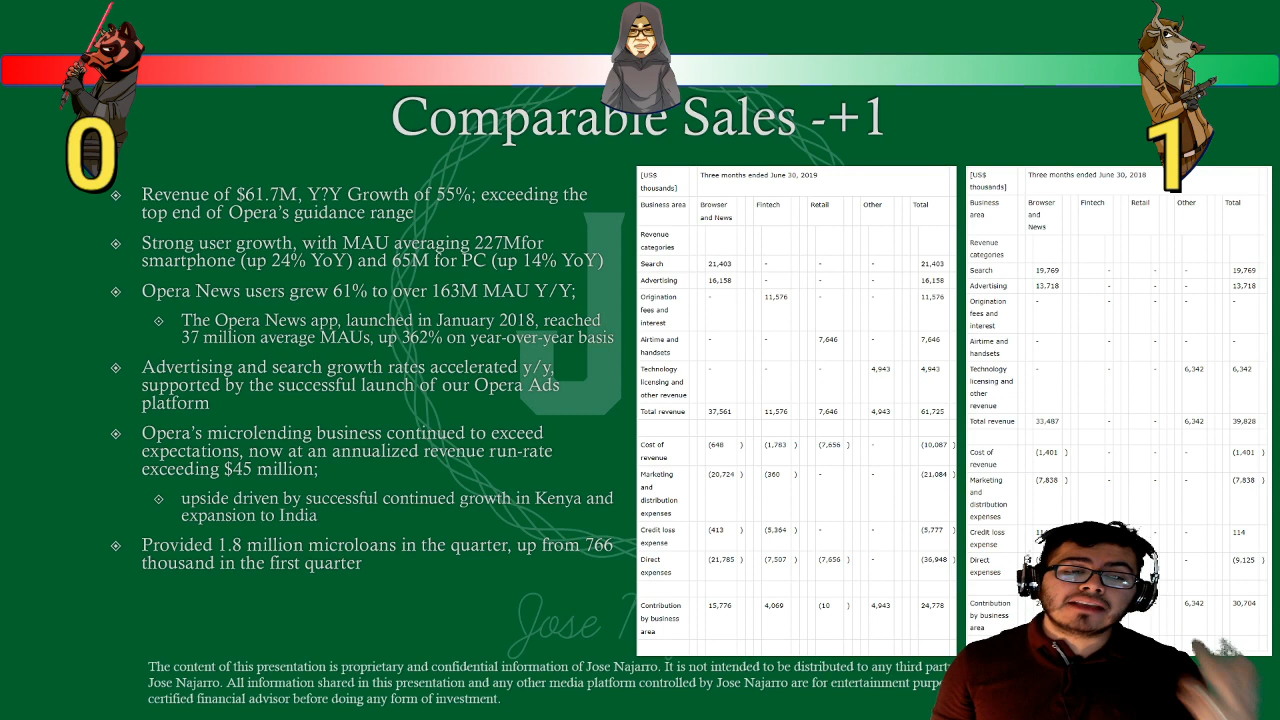 Comparable Sales -+1
0
1
Revenue of $61.7M, Y?Y Growth of 55%; exceeding the
top end of Opera's guidance range
Strong user growth, with MAU averaging 227Mfor
smartphone (up 24% YoY) and 65M for PC (up 14% YoY)
Opera News users grew 61% to over 163M MAU Y/Y;
The Opera News app, launched in January 2018, reached
37 million average MAUs, up 362% on year-over-year basis
Advertising and search growth rates accelerated y/y,
supported by the successful launch of our Opera Ads
platform
Opera's microlending business continued to exceed
expectations, now at an annualized revenue run-rate
exceeding $45 million;
upside driven by successful continued growth in Kenya and
expansion to India
Provided 1.8 million microloans in the quarter, up from 766
thousand in the first quarter
[US$ Three months ended June 30, 2019
thousands]
Business area Browser Fintech Retail Other Total
and News
Revenue
categories
Search 21,403 - - - 21,403
Advertising 16,158 - - - 16,158
Origination - 11,576 - - 11,576
fees and
interest
Airtime and - - 7,646 - 7,646
handsets
Technology - - - 4,943 4,943
licensing and
other revenue
Total revenue 37,561 11,576 7,646 4,943 61,725
Cost of (648 ) (1,783 ) (7,656 ) - (10,087 )
revenue
Marketing (20,724 ) (360 ) - - (21,084 )
and
distribution
expenses
Credit loss (413 ) (5,364 ) - - (5,777 )
expense
Direct (21,785 ) (7,507 ) (7,656 ) - (36,948 )
expenses
Contribution 15,776 4,069 (10 ) 4,943 24,778
by business
area
[US$ Three months ended June 30, 2018
thousands]
Business Browser Fintech Retail Other Total
area and
News
Revenue
categories
Search 19,769 - - - 19,769
Advertising 13,718 - - - 13,718
Origination - - - - -
fees and
interest
Airtime and - - - - -
handsets
Technology - - - 6,342 6,342
licensing and
other
revenue
Total revenue 33,487 6,342 39,828
Cost of (1,401 ) - - - (1,401 )
revenue
Marketing (7,838 ) - - - (7,838 )
and
distribution
expenses
Credit loss 114
expense
Direct (9,125 )
expenses
Contribution 6,342 30,704
by business
area
J
Jose
The content of this presentation is proprietary and confidential information of Jose Najarro. It is not intended to be distributed to any third
Jose Najarro. All information shared in this presentation and any other media platform controlled by Jose Najarro are for entertainment
certified financial advisor before doing any form of investment.